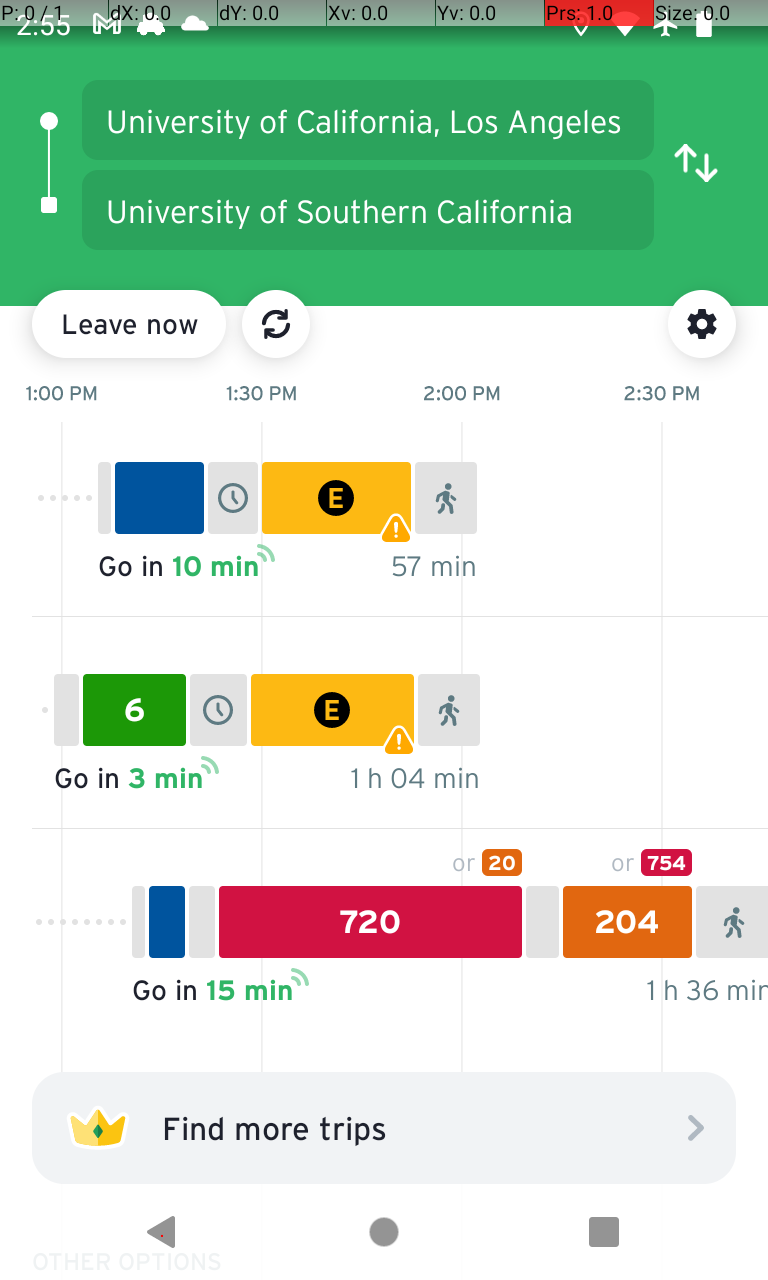 P: 0 / 1 dX: 0.0 dY: 0.0 Xv: 0.0 Yv: 0.0 Prs: 1.0 Size: 0.0
2:55
University of California, Los Angeles
University of Southern California
Leave now
1:00 PM 1:30 PM 2:00 PM 2:30 PM
E
Go in 10 min 57 min
6 E
Go in 3 min 1 h 04 min
or 20 or 754
720 204
Go in 15 min 1 h 36 min
Find more trips
OTHER OPTIONS